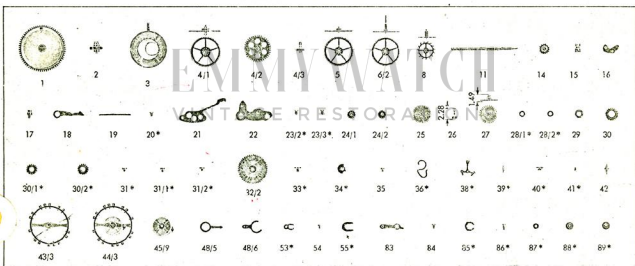 1 2 3 4/1 4/2 4/3 5 6/2 8 11 14 15 16
EMMYWATCH
VINTAGE RESTORATIONS
1.49
2.28
17 18 19 20* 21 22 23/2* 23/3* 24/1 24/2 25 26 27 28/1* 28/2* 29 30
30/1* 30/2* 31* 31/1* 31/2* 32/2 33* 34* 35 36* 38* 39* 40* 41* 42
43/3 44/3 45/9 48/5 48/6 53* 54 55* 83 84 85* 86* 87* 88* 89*